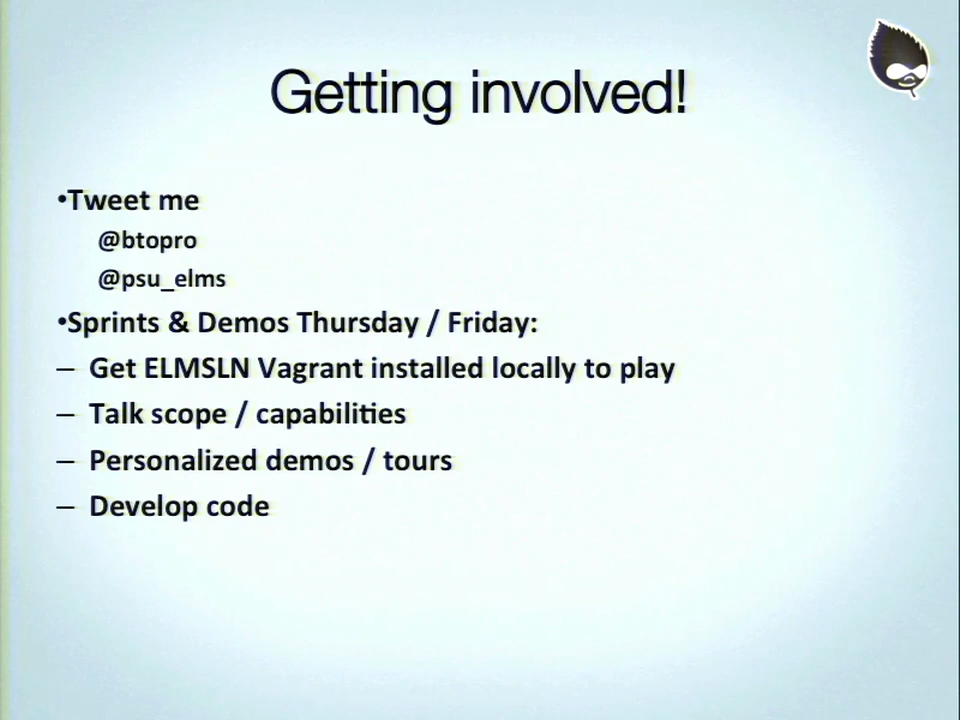 Getting involved!
•Tweet me
@btopro
@psu_elms
•Sprints & Demos Thursday / Friday:
– Get ELMSLN Vagrant installed locally to play
– Talk scope / capabilities
– Personalized demos / tours
– Develop code